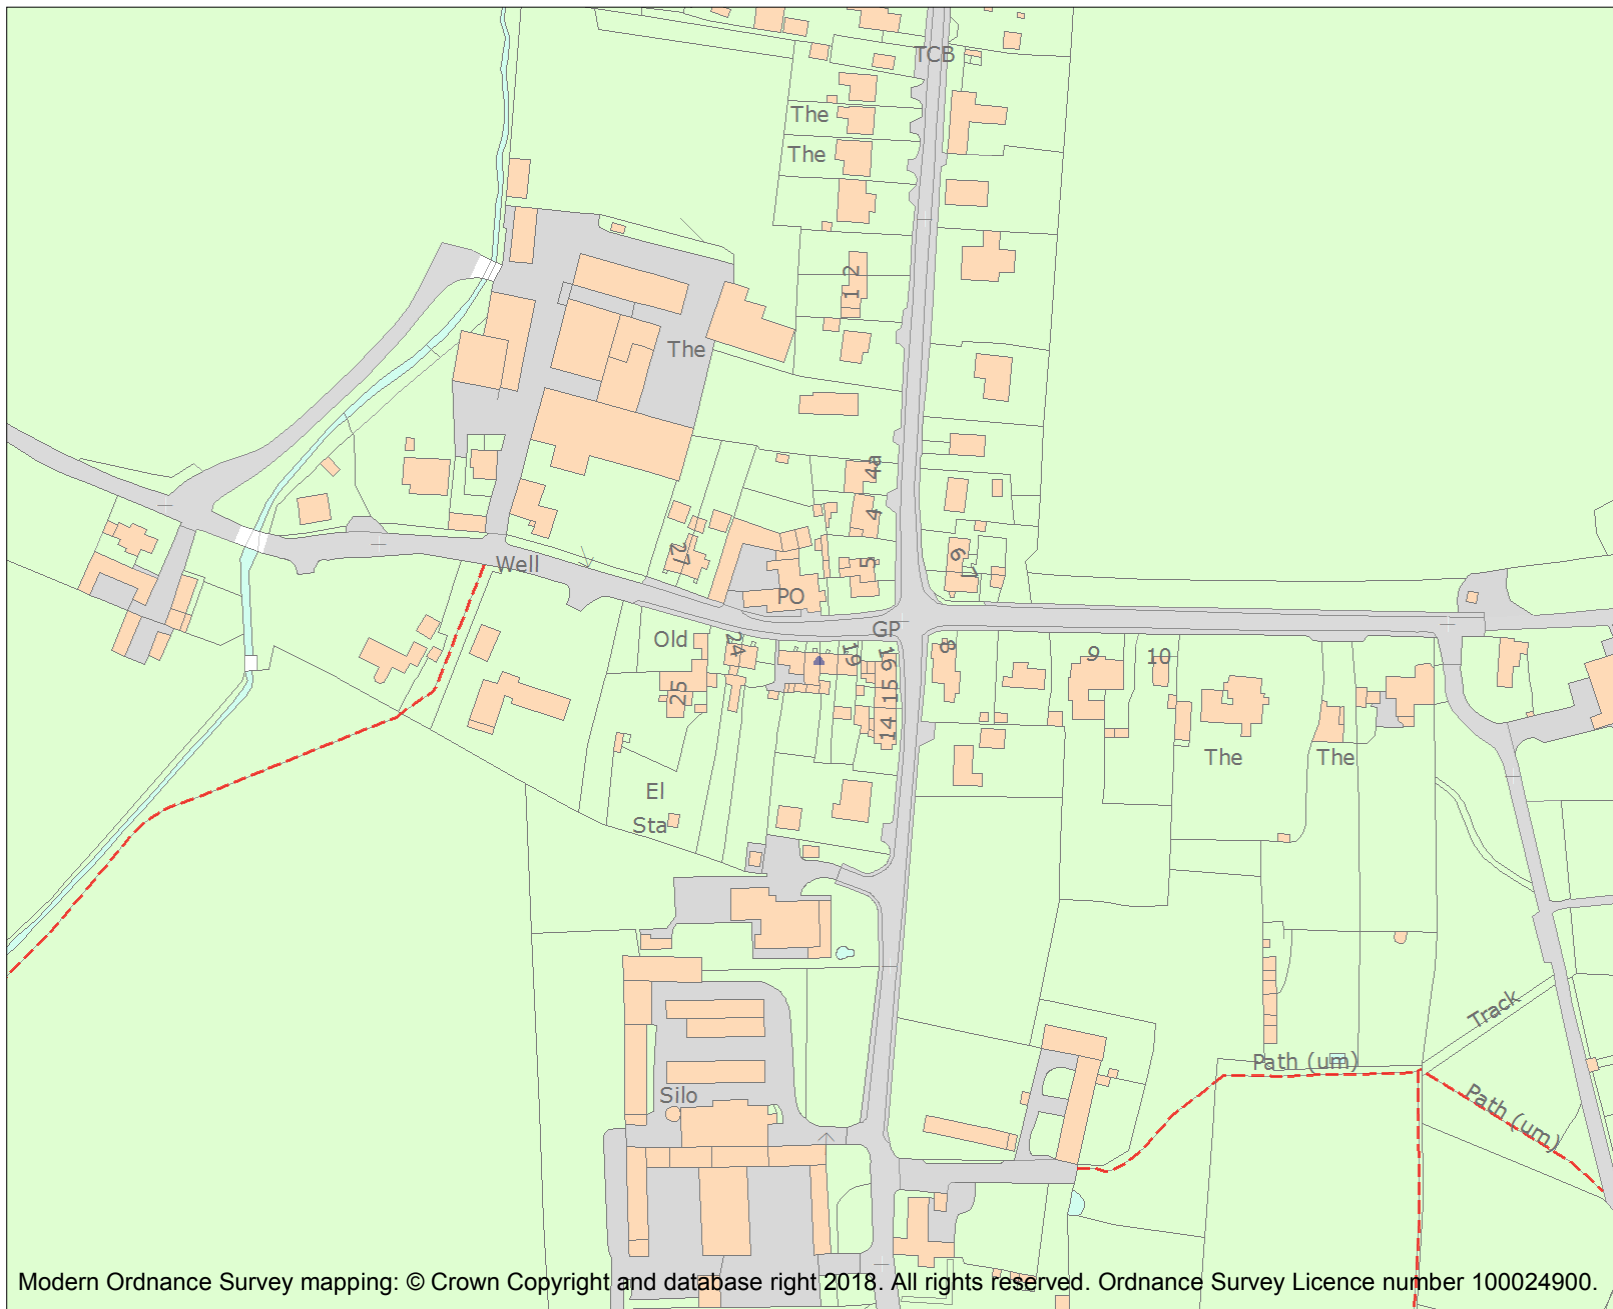 TCB
The
The
2
1
The
4a
4
Well
27
5
6
7
PO
GP
Old
24
19
16
8
9
10
25
15
14
The
The
El
Sta
Track
Path (um)
Silo
Path (um)
Modern Ordnance Survey mapping: © Crown Copyright and database right 2018. All rights reserved. Ordnance Survey Licence number 100024900.